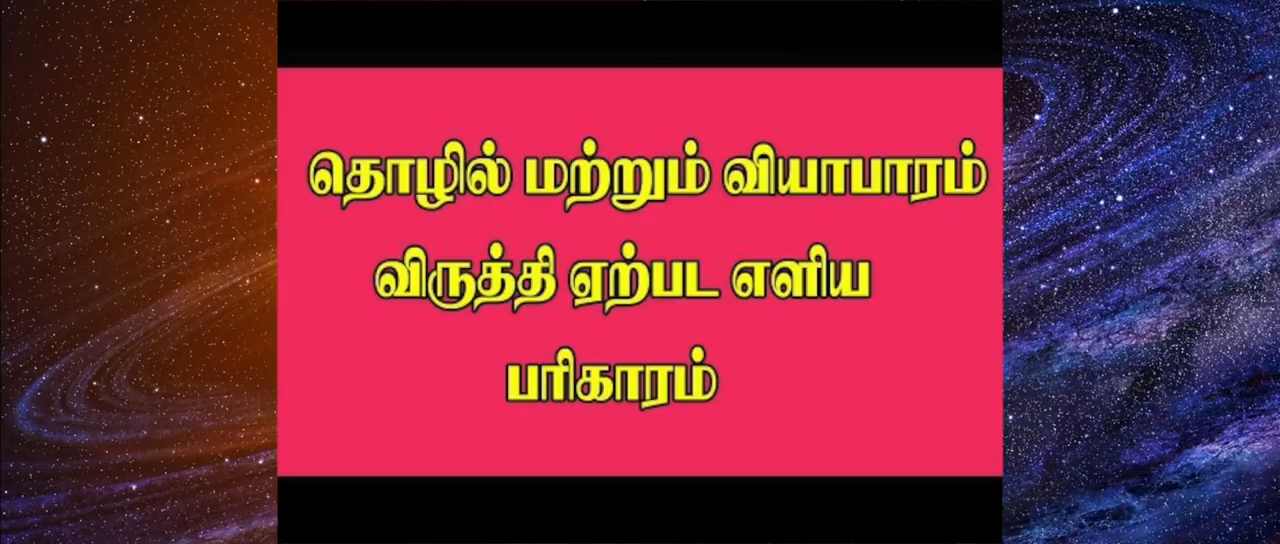 தொழில் மற்றும் வியாபாரம்
விருத்தி ஏற்பட எளிய
பரிகாரம்